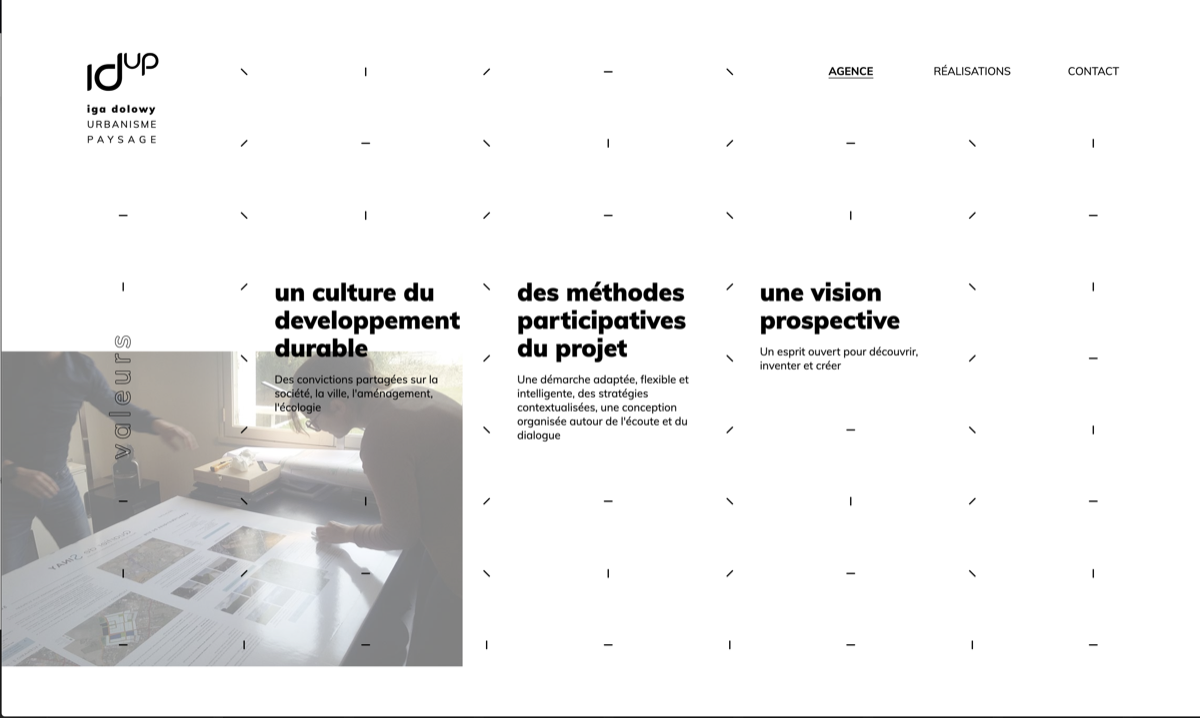 IdUP
iga dolowy
URBANISME
PAYSAGE
AGENCE
RÉALISATIONS
CONTACT
valeurs
un culture du
developpement
durable
Des convictions partagées sur la
société, la ville, l'aménagement,
l'écologie
des méthodes
participatives
du projet
Une démarche adaptée, flexible et
intelligente, des stratégies
contextualisées, une conception
organisée autour de l'écoute et du
dialogue
une vision
prospective
Un esprit ouvert pour découvrir,
inventer et créer